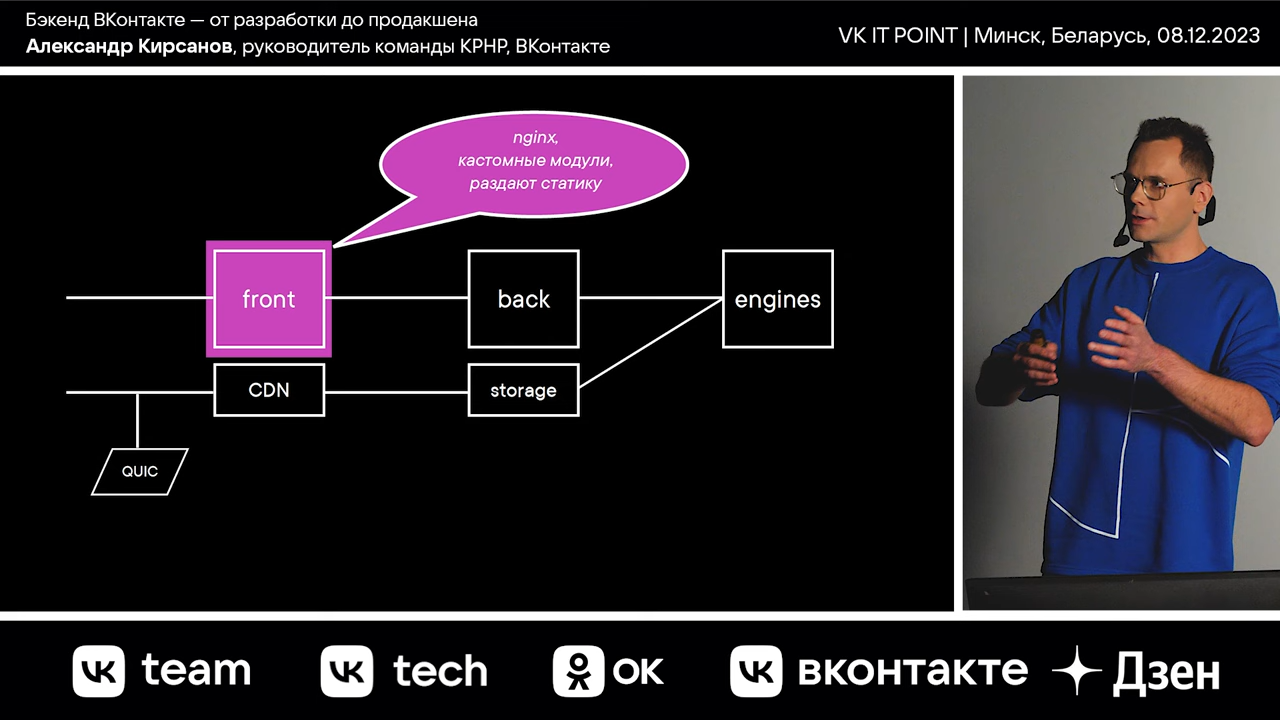 Бэкенд ВКонтакте — от разработки до продакшена
Александр Кирсанов, руководитель команды KPHP, ВКонтакте
VK IT POINT | Минск, Беларусь, 08.12.2023
nginx,
кастомные модули,
раздают статику
front
back
engines
CDN
storage
QUIC
team
tech
ok
вконтакте
Дзен